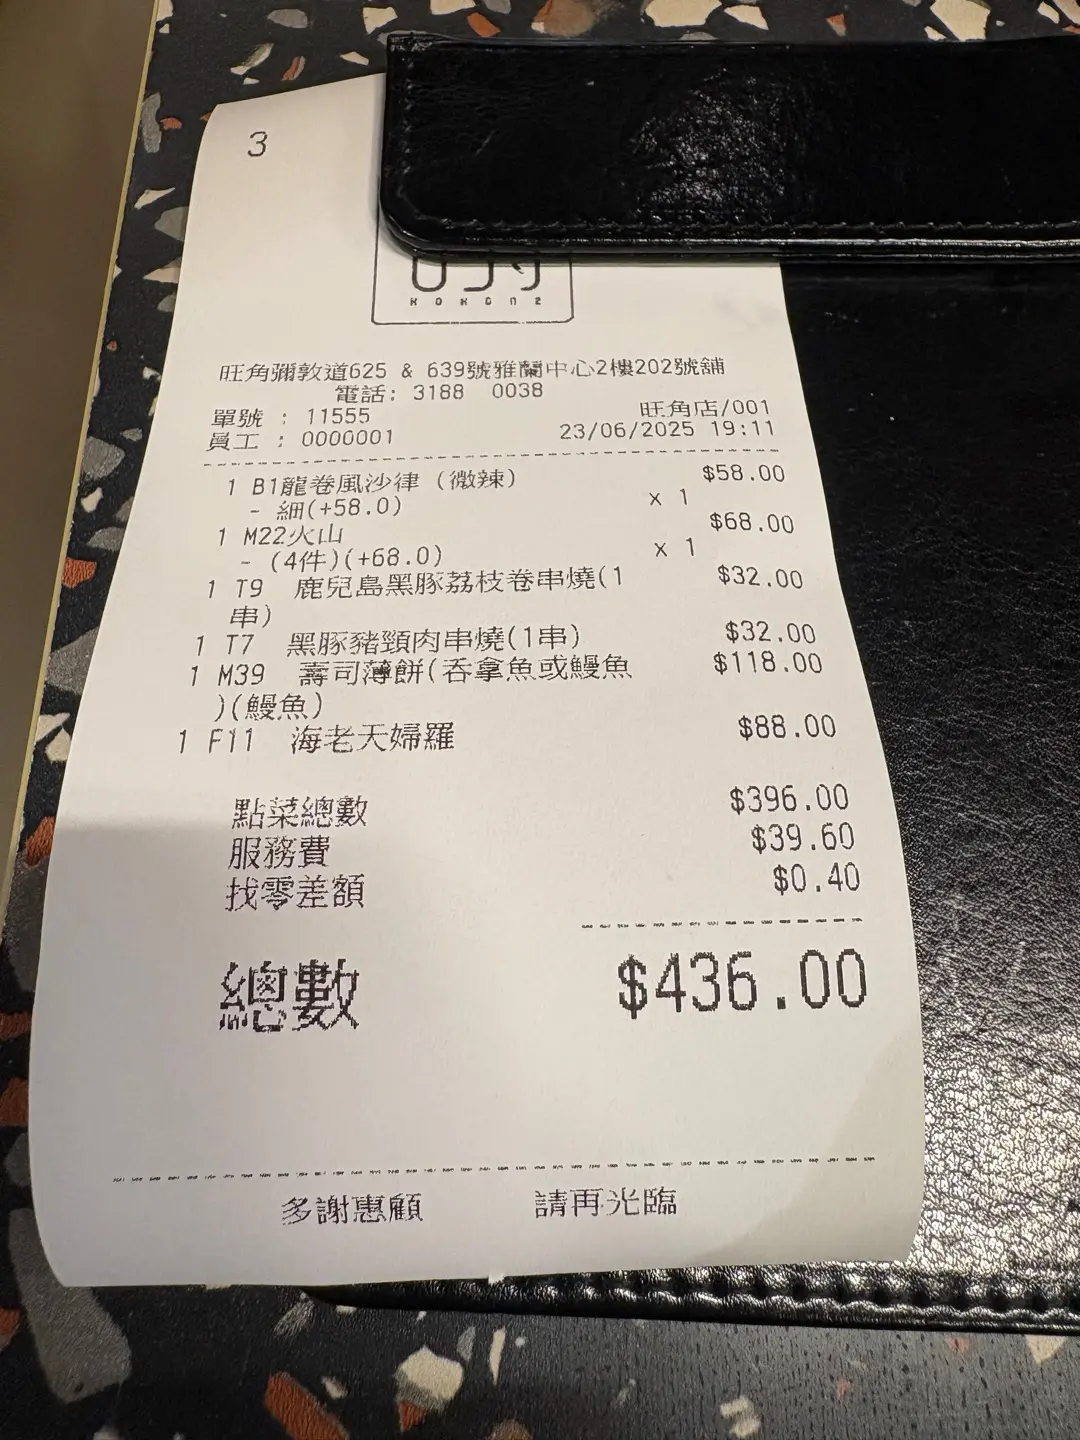 3
KOKON2
旺角彌敦道625 & 639號雅蘭中心2樓202號舖
電話: 3188 0038
單號 : 11555 旺角店/001
員工 : 0000001 23/06/2025 19:11
1 B1龍卷風沙律 (微辣) $58.00
- 細(+58.0) x 1
1 M22火山 $68.00
- (4件)(+68.0) x 1
1 T9 鹿兒島黑豚荔枝卷串燒(1 $32.00
串)
1 T7 黑豚豬頸肉串燒(1串) $32.00
1 M39 壽司薄餅(吞拿魚或鰻魚 $118.00
)(鰻魚)
1 F11 海老天婦羅 $88.00
點菜總數 $396.00
服務費 $39.60
找零差額 $0.40
總數 $436.00
多謝惠顧 請再光臨